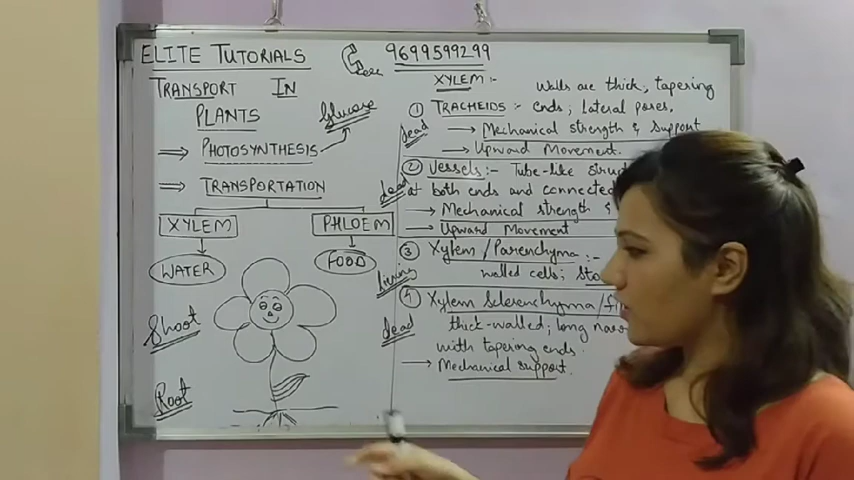 ELITE TUTORIALS
9699599299
TRANSPORT IN
PLANTS
Glucose
⇒ PHOTOSYNTHESIS
⇒ TRANSPORTATION
XYLEM
PHLOEM
WATER
FOOD
Shoot
Root
XYLEM :-
① TRACHEIDS :- Walls are thick, tapering
ends; lateral pores,
dead
→ Mechanical strength & Support
→ Upward Movement.
② Vessels :- Tube-like
dead
at both ends and connected
→ Mechanical strength &
→ Upward Movement
③ Xylem / Parenchyma :-
walled cells;
living
④ Xylem Sclerenchyma /
thick-walled; long
dead
with tapering ends.
→ Mechanical support.